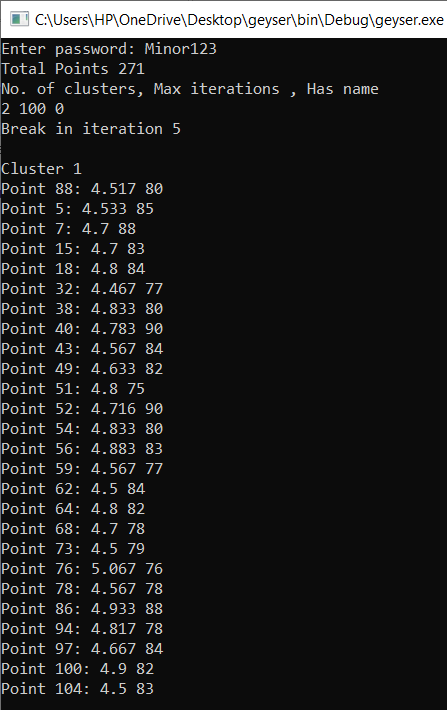 C:\Users\HP\OneDrive\Desktop\geyser\bin\Debug\geyser.exe
Enter password: Minor123
Total Points 271
No. of clusters, Max iterations , Has name
2 100 0
Break in iteration 5
Cluster 1
Point 88: 4.517 80
Point 5: 4.533 85
Point 7: 4.7 88
Point 15: 4.7 83
Point 18: 4.8 84
Point 32: 4.467 77
Point 38: 4.833 80
Point 40: 4.783 90
Point 43: 4.567 84
Point 49: 4.633 82
Point 51: 4.8 75
Point 52: 4.716 90
Point 54: 4.833 80
Point 56: 4.883 83
Point 59: 4.567 77
Point 62: 4.5 84
Point 64: 4.8 82
Point 68: 4.7 78
Point 73: 4.5 79
Point 76: 5.067 76
Point 78: 4.567 78
Point 86: 4.933 88
Point 94: 4.817 78
Point 97: 4.667 84
Point 100: 4.9 82
Point 104: 4.5 83